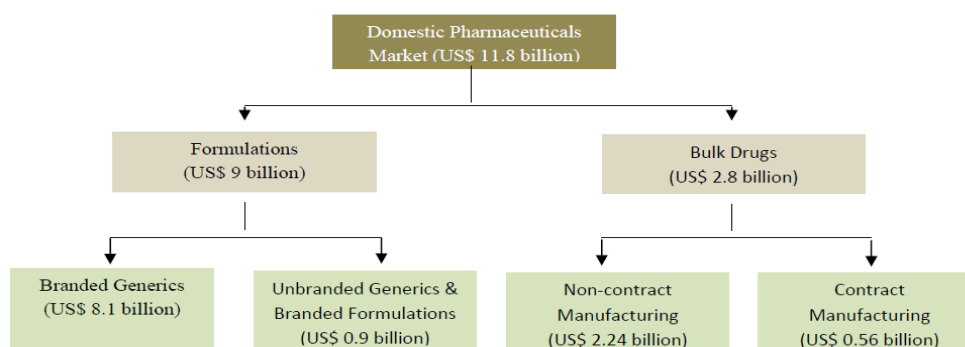 Domestic Pharmaceuticals
Market (US$ 11.8 billion)
Formulations
(US$ 9 billion)
Bulk Drugs
(US$ 2.8 billion)
Branded Generics
(US$ 8.1 billion)
Unbranded Generics &
Branded Formulations
(US$ 0.9 billion)
Non-contract
Manufacturing
(US$ 2.24 billion)
Contract
Manufacturing
(US$ 0.56 billion)